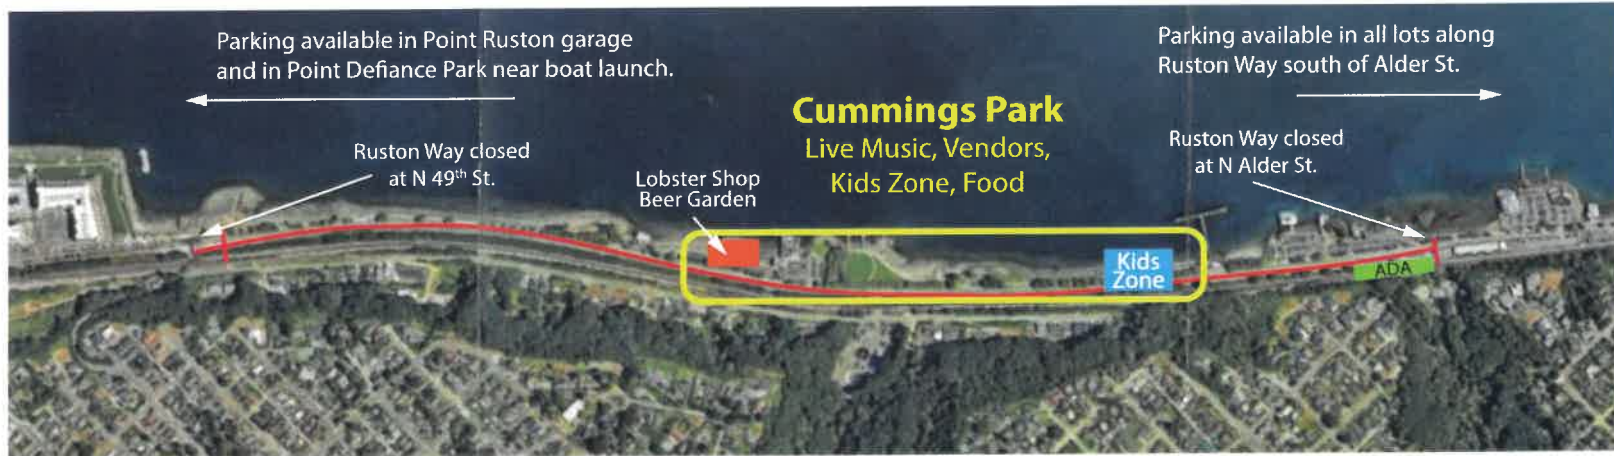 Parking available in Point Ruston garage
and in Point Defiance Park near boat launch.
Parking available in all lots along
Ruston Way south of Alder St.
Cummings Park
Live Music, Vendors,
Kids Zone, Food
Ruston Way closed
at N 49th St.
Lobster Shop
Beer Garden
Ruston Way closed
at N Alder St.
Kids
Zone
ADA